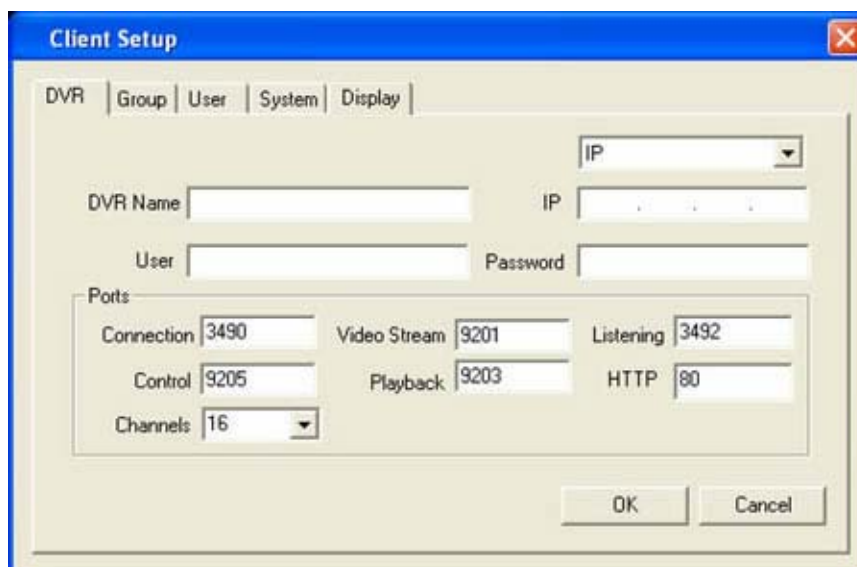 Client Setup
DVR Group User System Display
IP
DVR Name IP . . .
User Password
Ports
Connection 3490 Video Stream 9201 Listening 3492
Control 9205 Playback 9203 HTTP 80
Channels 16
OK Cancel